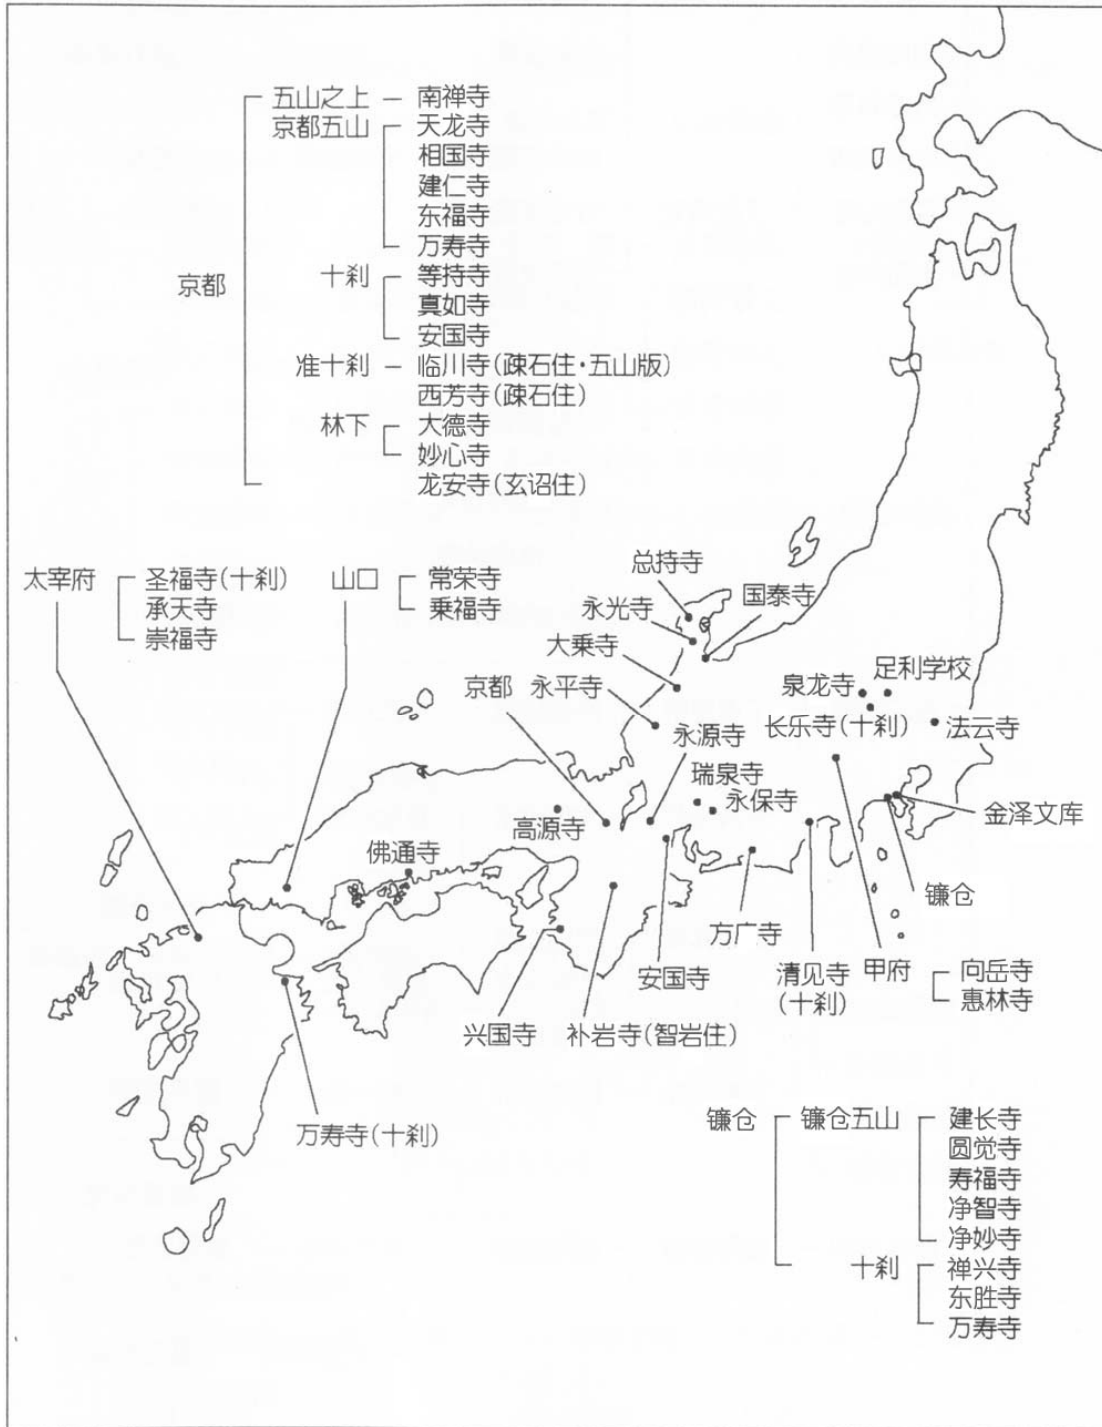 五山之上 南禅寺
京都五山 天龙寺
相国寺
建仁寺
东福寺
万寿寺
京都
十刹 等持寺
真如寺
安国寺
准十刹 临川寺(疎石住·五山版)
西芳寺(疎石住)
林下 大德寺
妙心寺
龙安寺(玄诏住)
太宰府 圣福寺(十刹)
承天寺
崇福寺
山口 常荣寺
乘福寺
总持寺
国泰寺
永光寺
大乘寺
京都 永平寺
永源寺
泉龙寺 足利学校
长乐寺(十刹) 法云寺
瑞泉寺
永保寺
高源寺
金泽文库
佛通寺
镰仓
方广寺
安国寺
清见寺
(十刹)
甲府 向岳寺
惠林寺
兴国寺 补岩寺(智岩住)
万寿寺(十刹)
镰仓 镰仓五山 建长寺
圆觉寺
寿福寺
净智寺
净妙寺
十刹 禅兴寺
东胜寺
万寿寺